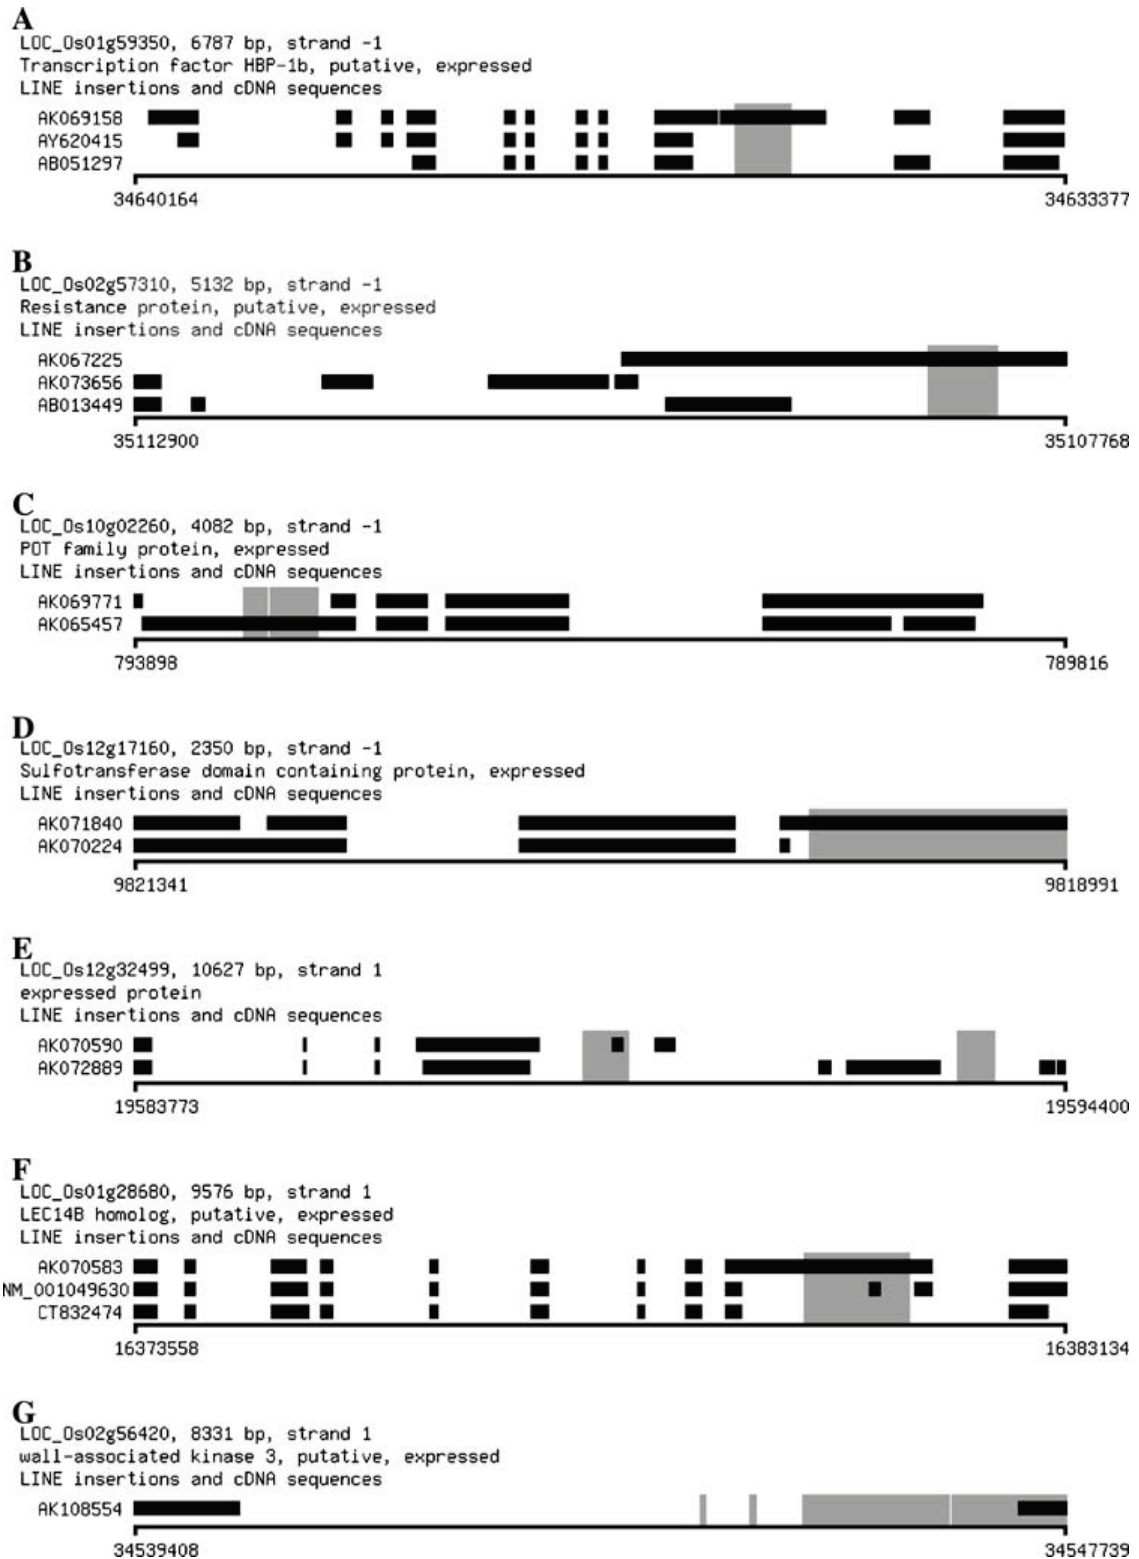 A
LOC_Os01g59350, 6787 bp, strand -1
Transcription factor HBP-1b, putative, expressed
LINE insertions and cDNA sequences
AK069158
AY620415
AB051297
34640164 34633377
B
LOC_Os02g57310, 5132 bp, strand -1
Resistance protein, putative, expressed
LINE insertions and cDNA sequences
AK067225
AK073656
AB013449
35112900 35107768
C
LOC_Os10g02260, 4082 bp, strand -1
POT family protein, expressed
LINE insertions and cDNA sequences
AK069771
AK065457
793898 789816
D
LOC_Os12g17160, 2350 bp, strand -1
Sulfotransferase domain containing protein, expressed
LINE insertions and cDNA sequences
AK071840
AK070224
9821341 9818991
E
LOC_Os12g32499, 10627 bp, strand 1
expressed protein
LINE insertions and cDNA sequences
AK070590
AK072889
19583773 19594400
F
LOC_Os01g28680, 9576 bp, strand 1
LEC14B homolog, putative, expressed
LINE insertions and cDNA sequences
AK070583
NM_001049630
CT832474
16373558 16383134
G
LOC_Os02g56420, 8331 bp, strand 1
wall-associated kinase 3, putative, expressed
LINE insertions and cDNA sequences
AK108554
34539408 34547739